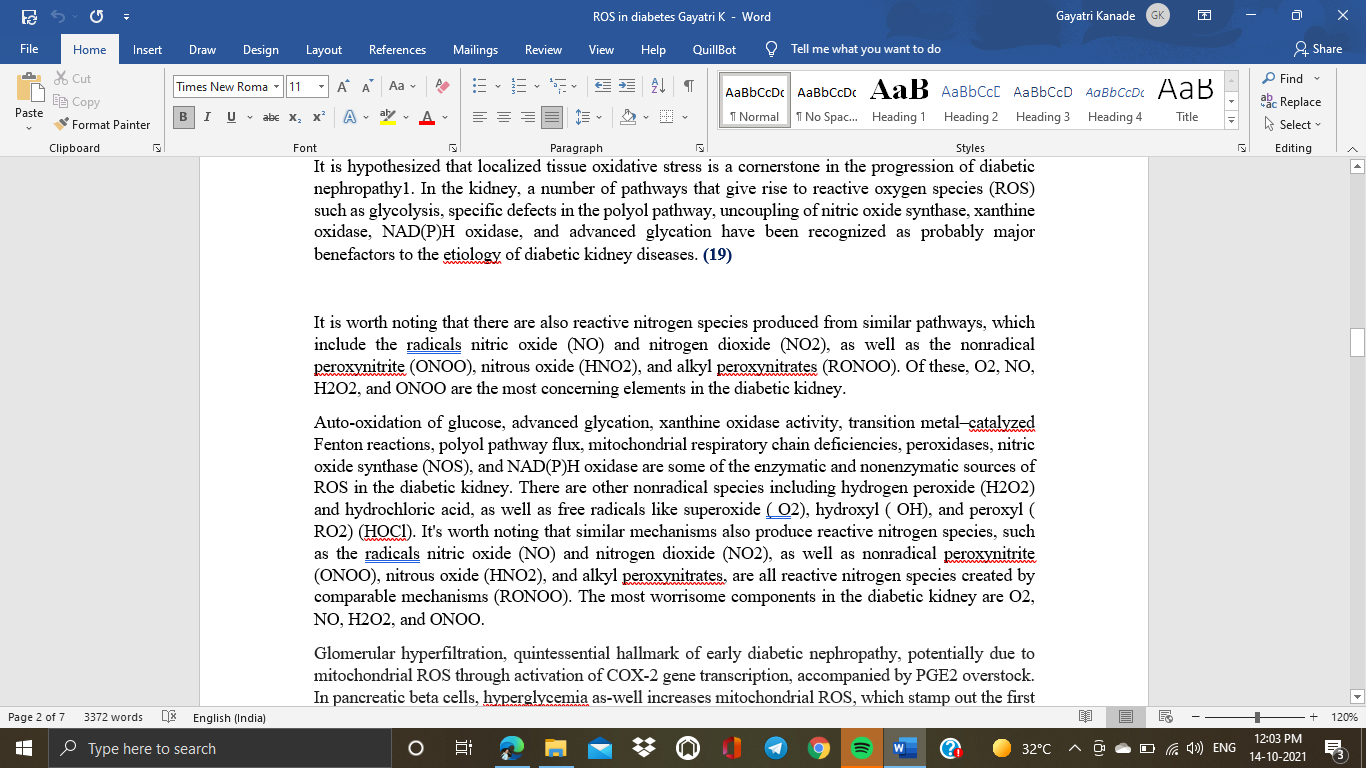 ROS in diabetes Gayatri K - Word
Gayatri Kanade GK
File Home Insert Draw Design Layout References Mailings Review View Help QuillBot Tell me what you want to do Share
Paste
Cut
Copy
Format Painter
Clipboard
Times New Roma 11 A A Aa A
B I U abc x₂ x² A ab A
Font
Paragraph
AaBbCcDc AaBbCcDc AaB AaBbCcD AaBbCcD AaBbCcDc AaB
¶ Normal ¶ No Spac... Heading 1 Heading 2 Heading 3 Heading 4 Title
Styles
Find
Replace
Select
Editing
It is hypothesized that localized tissue oxidative stress is a cornerstone in the progression of diabetic
nephropathy1. In the kidney, a number of pathways that give rise to reactive oxygen species (ROS)
such as glycolysis, specific defects in the polyol pathway, uncoupling of nitric oxide synthase, xanthine
oxidase, NAD(P)H oxidase, and advanced glycation have been recognized as probably major
benefactors to the etiology of diabetic kidney diseases. (19)
It is worth noting that there are also reactive nitrogen species produced from similar pathways, which
include the radicals nitric oxide (NO) and nitrogen dioxide (NO2), as well as the nonradical
peroxynitrite (ONOO), nitrous oxide (HNO2), and alkyl peroxynitrates (RONOO). Of these, O2, NO,
H2O2, and ONOO are the most concerning elements in the diabetic kidney.
Auto-oxidation of glucose, advanced glycation, xanthine oxidase activity, transition metal–catalyzed
Fenton reactions, polyol pathway flux, mitochondrial respiratory chain deficiencies, peroxidases, nitric
oxide synthase (NOS), and NAD(P)H oxidase are some of the enzymatic and nonenzymatic sources of
ROS in the diabetic kidney. There are other nonradical species including hydrogen peroxide (H2O2)
and hydrochloric acid, as well as free radicals like superoxide ( O2), hydroxyl ( OH), and peroxyl (
RO2) (HOCl). It's worth noting that similar mechanisms also produce reactive nitrogen species, such
as the radicals nitric oxide (NO) and nitrogen dioxide (NO2), as well as nonradical peroxynitrite
(ONOO), nitrous oxide (HNO2), and alkyl peroxynitrates, are all reactive nitrogen species created by
comparable mechanisms (RONOO). The most worrisome components in the diabetic kidney are O2,
NO, H2O2, and ONOO.
Glomerular hyperfiltration, quintessential hallmark of early diabetic nephropathy, potentially due to
mitochondrial ROS through activation of COX-2 gene transcription, accompanied by PGE2 overstock.
In pancreatic beta cells, hyperglycemia as-well increases mitochondrial ROS, which stamp out the first
Page 2 of 7 3372 words English (India) 120%
Type here to search 32°C ENG 12:03 PM
14-10-2021 3